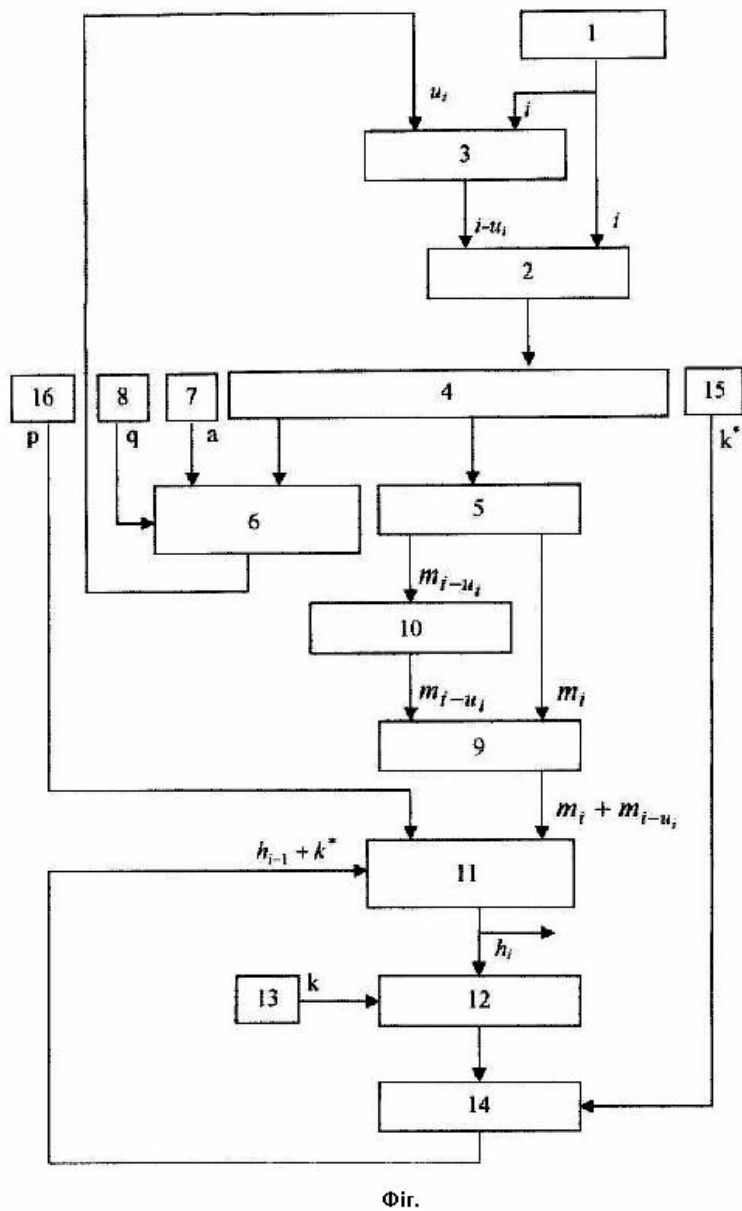 1
u_i
i
3
i-u_i
i
2
16
8
7
4
15
p
q
a
k*
6
5
m_{i-u_i}
10
m_{i-u_i}
m_i
9
m_i + m_{i-u_i}
h_{i-1} + k*
11
h_i
13
k
12
14
Фіг.